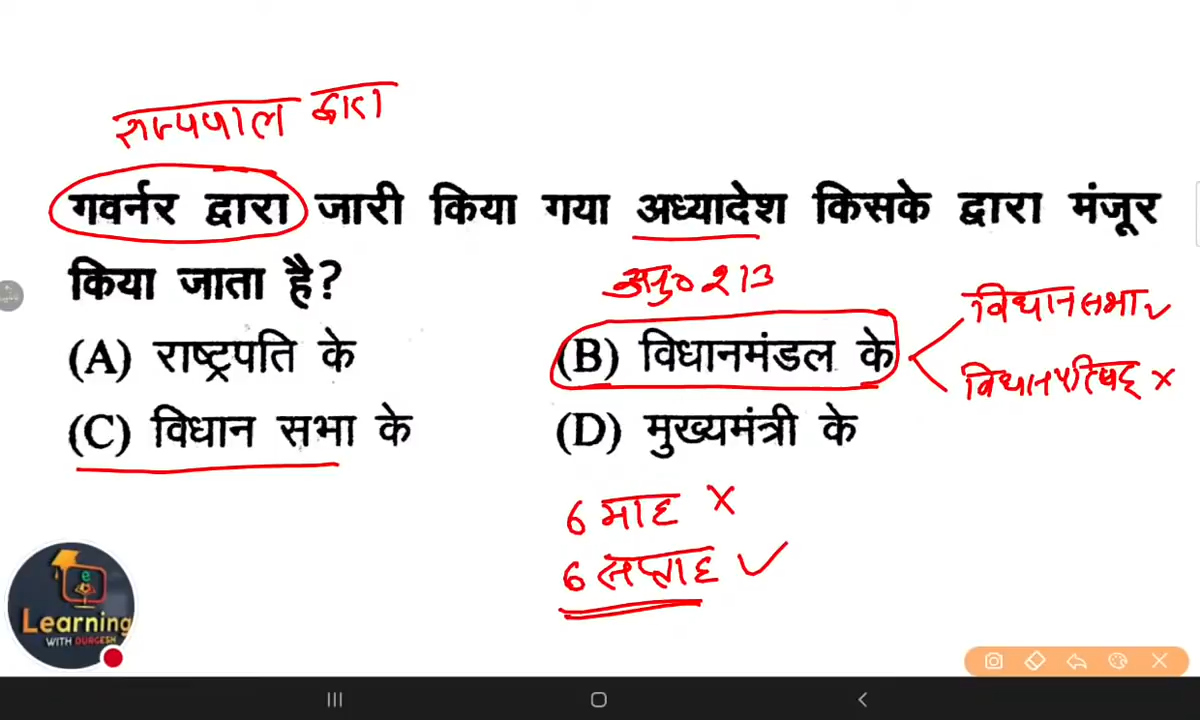 राज्यपाल द्वारा
गवर्नर द्वारा जारी किया गया अध्यादेश किसके द्वारा मंजूर
किया जाता है?
अनु० 213
(A) राष्ट्रपति के
(B) विधानमंडल के
विधानसभा ✓
विधानपरिषद् ×
(C) विधान सभा के
(D) मुख्यमंत्री के
6 माह ×
6 सप्ताह ✓
e
Learning
WITH DURGESH